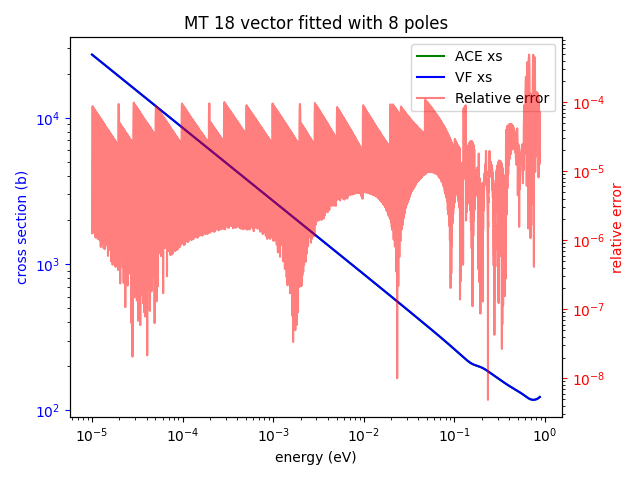 MT 18 vector fitted with 8 poles
ACE xs
VF xs
Relative error
cross section (b)
10^4
10^3
10^2
10^-4
10^-5
10^-6
10^-7
10^-8
relative error
10^-5
10^-4
10^-3
10^-2
10^-1
10^0
energy (eV)